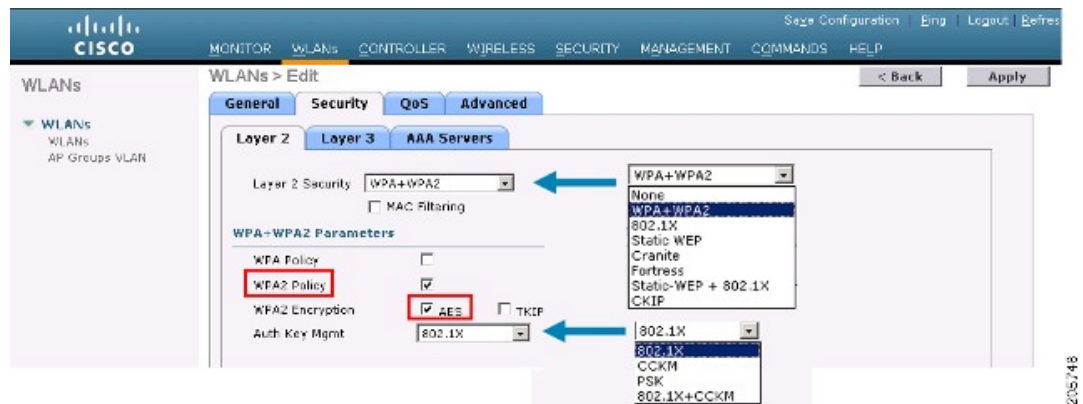 Save Configuration Ping Logout Refres
CISCO
MONITOR WLANs CONTROLLER WIRELESS SECURITY MANAGEMENT COMMANDS HELP
WLANs
WLANs > Edit
< Back Apply
General Security QoS Advanced
WLANs
WLANs
AP Groups VLAN
Layer 2 Layer 3 AAA Servers
Layer 2 Security WPA+WPA2
MAC Filtering
WPA+WPA2 Parameters
WPA Policy
WPA2 Policy
WPA2 Encryption AES TKIP
Auth Key Mgmt 802.1X
WPA+WPA2
None
WPA+WPA2
802.1X
Static WEP
Cranite
Fortress
Static-WEP + 802.1X
CKIP
802.1X
802.1X
CCKM
PSK
802.1X+CCKM
205748